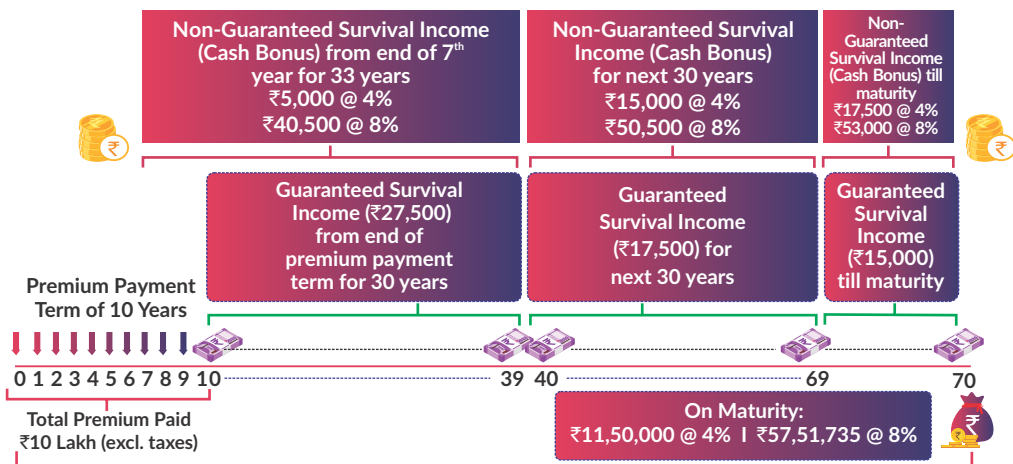 Non-Guaranteed Survival Income
(Cash Bonus) from end of 7th
year for 33 years
₹5,000 @ 4%
₹40,500 @ 8%
Non-Guaranteed Survival
Income (Cash Bonus)
for next 30 years
₹15,000 @ 4%
₹50,500 @ 8%
Non-
Guaranteed
Survival Income
(Cash Bonus) till
maturity
₹17,500 @ 4%
₹53,000 @ 8%
Guaranteed Survival
Income (₹27,500)
from end of
premium payment
term for 30 years
Guaranteed
Survival Income
(₹17,500) for
next 30 years
Guaranteed
Survival
Income
(₹15,000)
till maturity
Premium Payment
Term of 10 Years
0 1 2 3 4 5 6 7 8 9 10 39 40 69 70
Total Premium Paid
₹10 Lakh (excl. taxes)
On Maturity:
₹11,50,000 @ 4% I ₹57,51,735 @ 8%